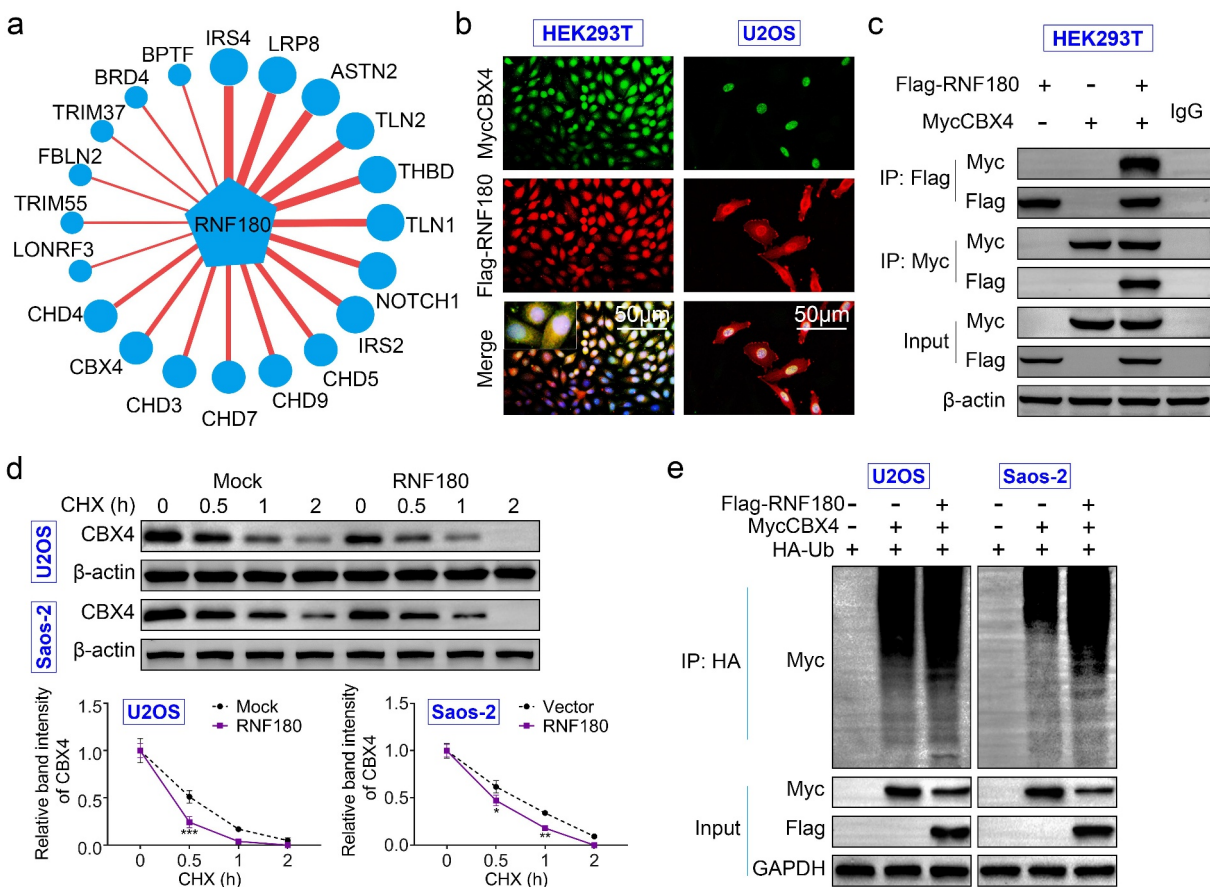 a
IRS4
LRP8
ASTN2
TLN2
THBD
TLN1
NOTCH1
IRS2
CHD5
CHD9
CHD7
CHD3
CBX4
CHD4
LONRF3
TRIM55
FBLN2
TRIM37
BRD4
BPTF
RNF180
b
HEK293T
U2OS
MycCBX4
Flag-RNF180
Merge
50μm
50μm
c
HEK293T
Flag-RNF180 + - +
MycCBX4 - + +
IgG
IP: Flag
Myc
Flag
IP: Myc
Myc
Flag
Input
Myc
Flag
β-actin
d
Mock RNF180
CHX (h) 0 0.5 1 2 0 0.5 1 2
U2OS
CBX4
β-actin
Saos-2
CBX4
β-actin
U2OS
Mock
RNF180
Relative band intensity
of CBX4
1.5
1.0
0.5
0.0
***
0 0.5 1 2
CHX (h)
Saos-2
Vector
RNF180
Relative band intensity
of CBX4
1.5
1.0
0.5
0.0
*
**
0 0.5 1 2
CHX (h)
e
U2OS Saos-2
Flag-RNF180 - - + - - +
MycCBX4 - + + - + +
HA-Ub + + + + + +
IP: HA
Myc
Input
Myc
Flag
GAPDH